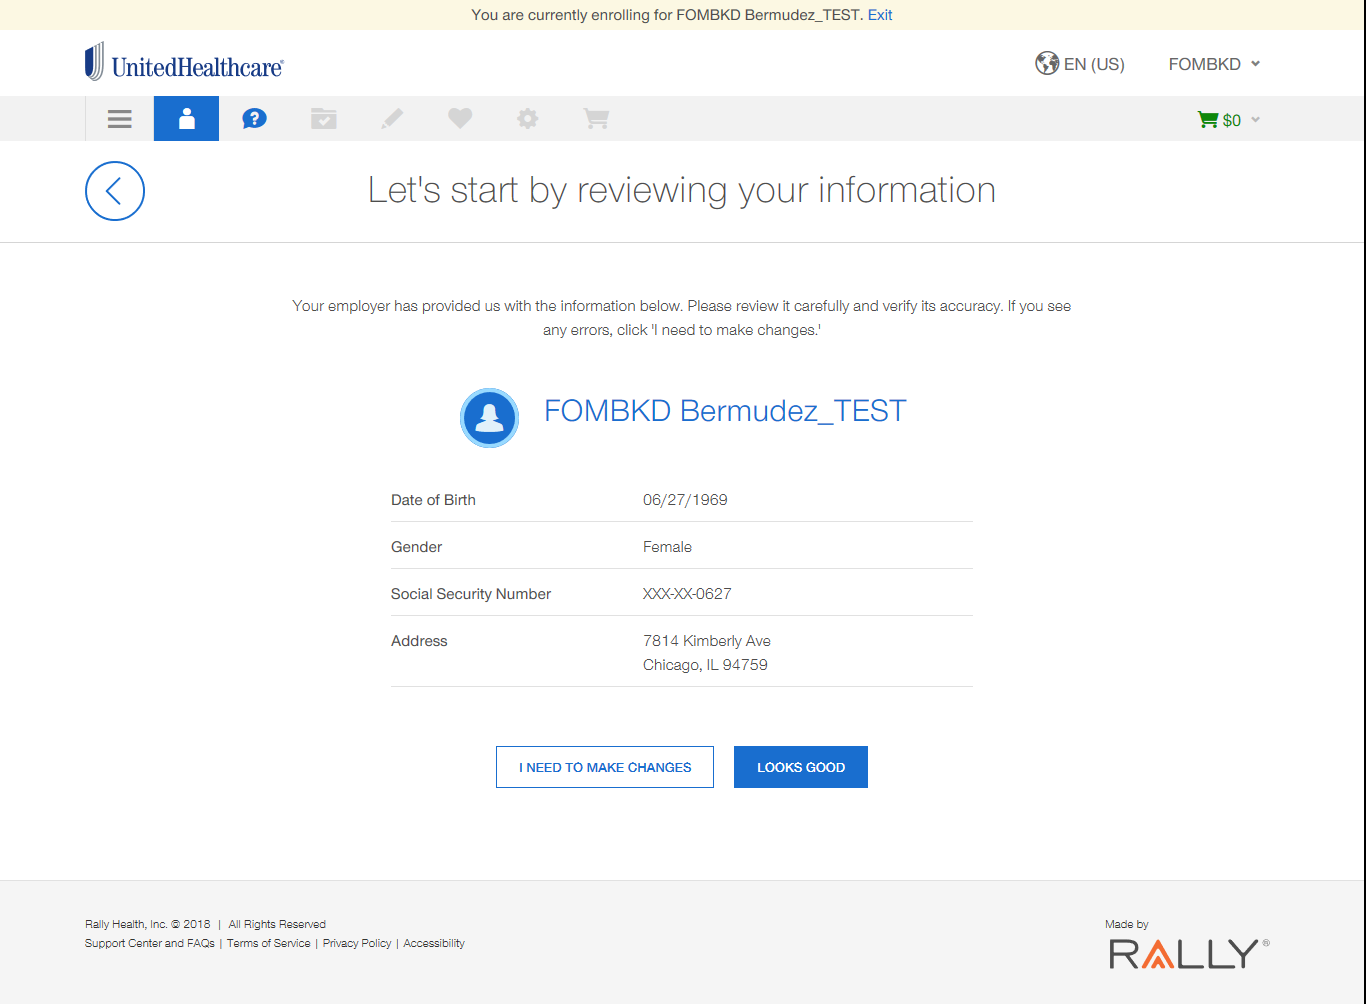 You are currently enrolling for FOMBKD Bermudez_TEST. Exit
UnitedHealthcare®
EN (US)
FOMBKD
?
$0
Let's start by reviewing your information
Your employer has provided us with the information below. Please review it carefully and verify its accuracy. If you see
any errors, click 'I need to make changes.'
FOMBKD Bermudez_TEST
Date of Birth 06/27/1969
Gender Female
Social Security Number XXX-XX-0627
Address 7814 Kimberly Ave
Chicago, IL 94759
I NEED TO MAKE CHANGES
LOOKS GOOD
Rally Health, Inc. © 2018 | All Rights Reserved
Support Center and FAQs | Terms of Service | Privacy Policy | Accessibility
Made by
RALLY®